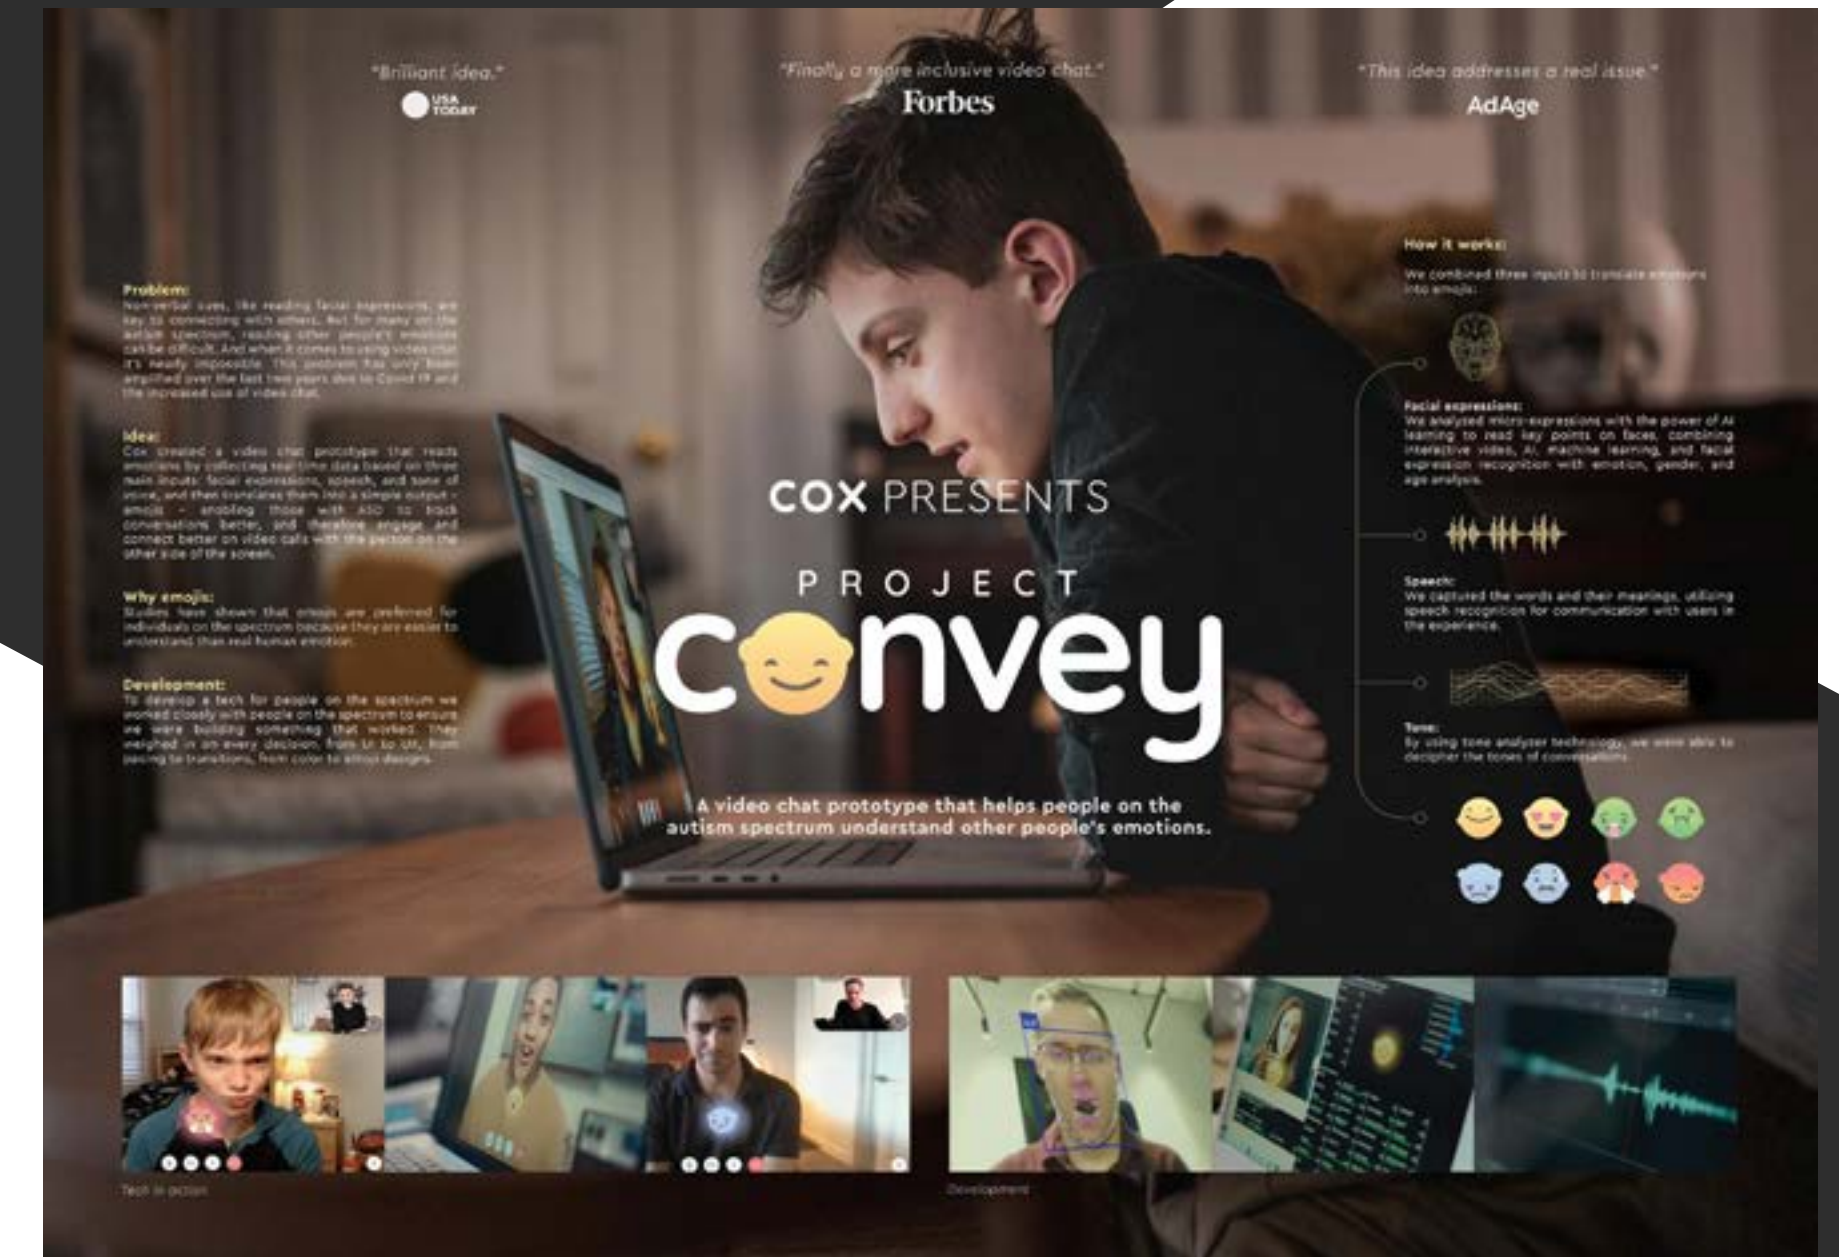 "Brilliant idea."
USA
TODAY
"Finally a more inclusive video chat."
Forbes
"This idea addresses a real issue."
AdAge
Problem:
Non-verbal cues, like reading facial expressions, are
key to connecting with others. But for many on the
autism spectrum, reading other people's emotions
can be difficult. And when it comes to using video chat
it's nearly impossible. This problem has only been
amplified over the last two years due to Covid 19 and
the increased use of video chat.
Idea:
Cox created a video chat prototype that reads
emotions by collecting real-time data based on three
main inputs: facial expressions, speech, and tone of
voice, and then translates them into a simple output -
emojis - enabling those with ASD to track
conversations better, and therefore engage and
connect better on video calls with the person on the
other side of the screen.
Why emojis:
Studies have shown that emojis are preferred for
individuals on the spectrum because they are easier to
understand than real human emotion.
Development:
To develop a tech for people on the spectrum we
worked closely with people on the spectrum to ensure
we were building something that worked. They
weighed in on every decision, from UI to UX, from
pacing to transitions, from color to emoji designs.
COX PRESENTS
PROJECT
convey
A video chat prototype that helps people on the
autism spectrum understand other people's emotions.
How it works:
We combined three inputs to translate emotions
into emojis:
Facial expressions:
We analyzed micro-expressions with the power of AI
learning to read key points on faces, combining
interactive video, AI, machine learning, and facial
expression recognition with emotion, gender, and
age analysis.
Speech:
We captured the words and their meanings, utilizing
speech recognition for communication with users in
the experience.
Tone:
By using tone analyzer technology, we were able to
decipher the tones of conversations.
Tech in action
Development